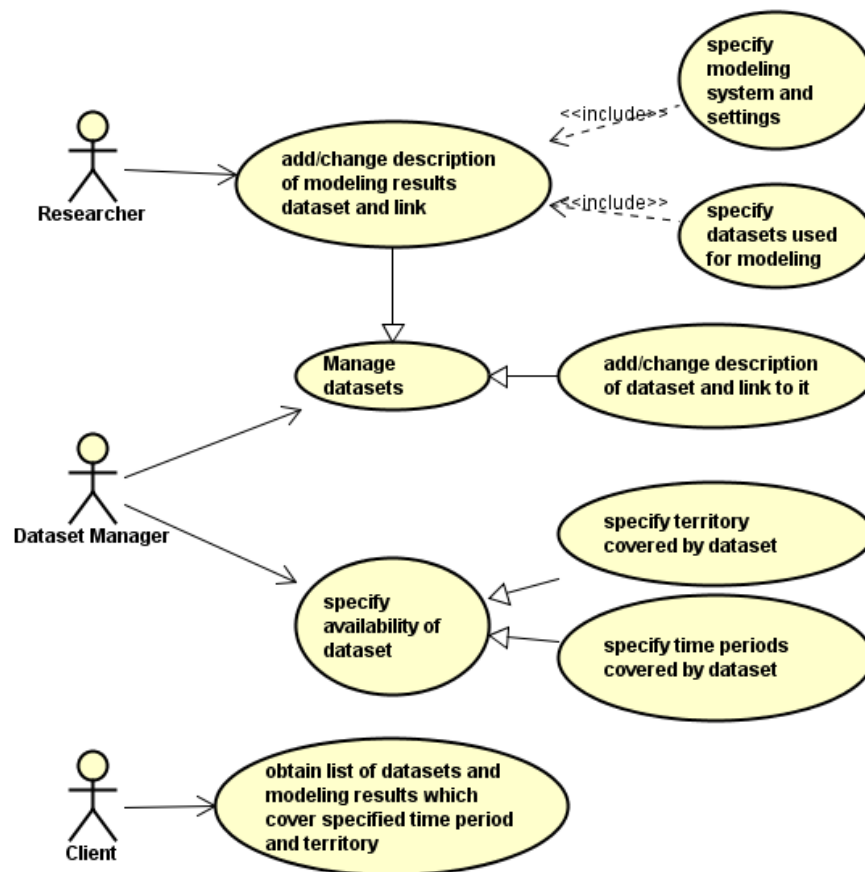 specify
modeling
system and
settings
<<include>>
add/change description
of modeling results
dataset and link
Researcher
<<include>>
specify
datasets used
for modeling
Manage
datasets
add/change description
of dataset and link to it
Dataset Manager
specify territory
covered by dataset
specify
availability of
dataset
specify time periods
covered by dataset
obtain list of datasets and
modeling results which
cover specified time period
and territory
Client